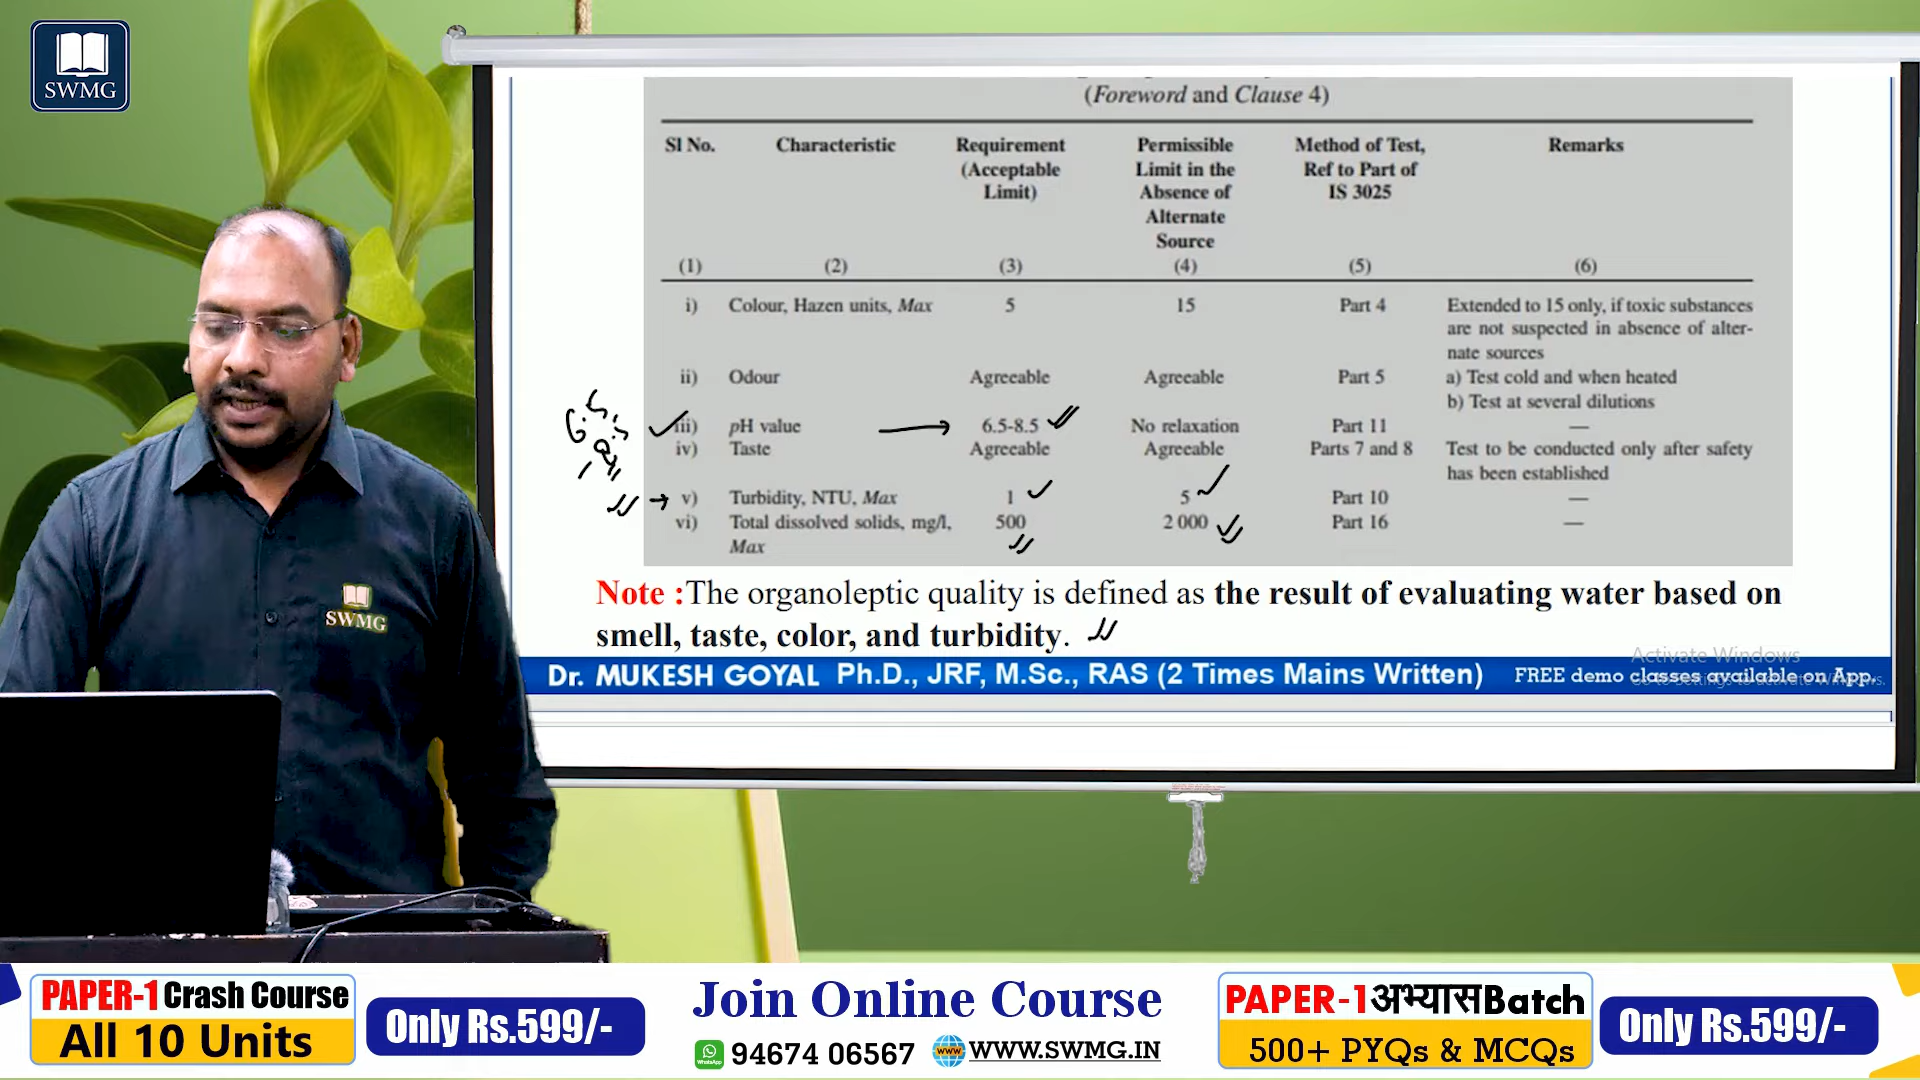 SWMG
(Foreword and Clause 4)
Sl No. Characteristic Requirement (Acceptable Limit) Permissible Limit in the Absence of Alternate Source Method of Test, Ref to Part of IS 3025 Remarks
(1) (2) (3) (4) (5) (6)
i) Colour, Hazen units, Max 5 15 Part 4 Extended to 15 only, if toxic substances
are not suspected in absence of alter-
nate sources
ii) Odour Agreeable Agreeable Part 5 a) Test cold and when heated
b) Test at several dilutions
iii) pH value 6.5-8.5 No relaxation Part 11 —
iv) Taste Agreeable Agreeable Parts 7 and 8 Test to be conducted only after safety
has been established
v) Turbidity, NTU, Max 1 5 Part 10 —
vi) Total dissolved solids, mg/l, 500 2 000 Part 16 —
Max
Note :The organoleptic quality is defined as the result of evaluating water based on
smell, taste, color, and turbidity.
Activate Windows
Dr. MUKESH GOYAL Ph.D., JRF, M.Sc., RAS (2 Times Mains Written) FREE demo classes available on App.
Go to Settings to activate Windows.
SWMG
PAPER-1 Crash Course
All 10 Units
Only Rs.599/-
Join Online Course
94674 06567 WWW.SWMG.IN
PAPER-1 अभ्यास Batch
500+ PYQs & MCQs
Only Rs.599/-